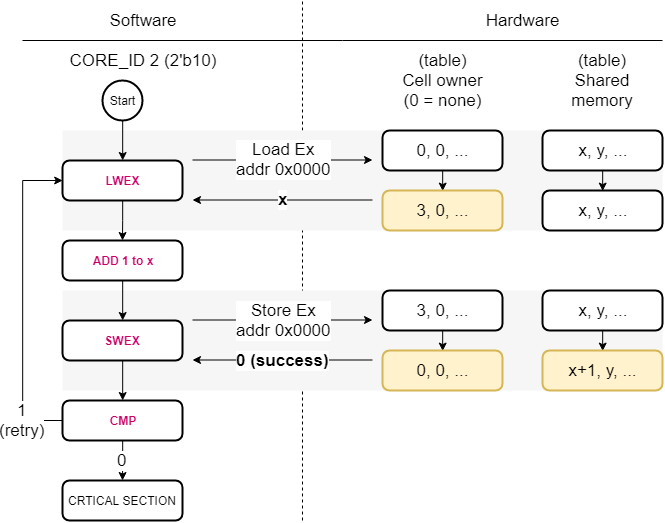 Software
Hardware
CORE_ID 2 (2'b10)
(table)
Cell owner
(0 = none)
(table)
Shared
memory
Start
Load Ex
addr 0x0000
0, 0, ...
x, y, ...
LWEX
x
3, 0, ...
x, y, ...
ADD 1 to x
Store Ex
addr 0x0000
3, 0, ...
x, y, ...
SWEX
0 (success)
0, 0, ...
x+1, y, ...
1
(retry)
CMP
0
CRTICAL SECTION